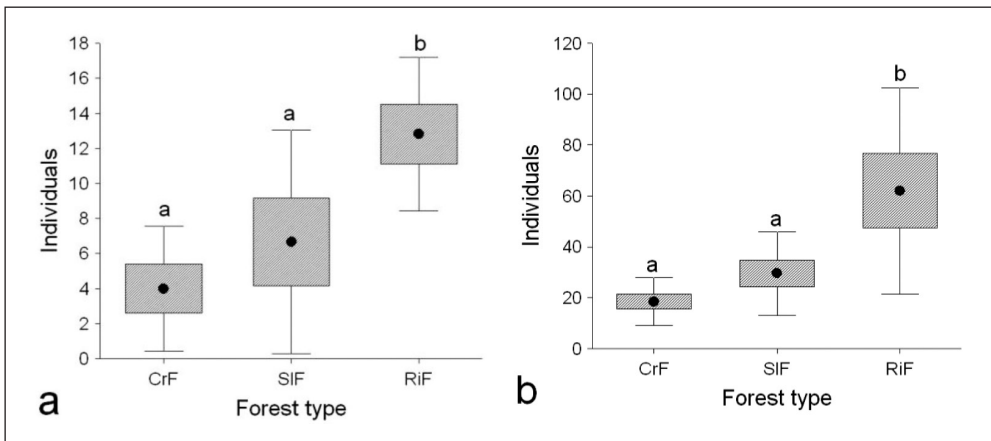 18
16
14
12
10
8
6
4
2
0
Individuals
a
a
b
CrF
SlF
RiF
Forest type
a
120
100
80
60
40
20
0
Individuals
a
a
b
CrF
SlF
RiF
Forest type
b